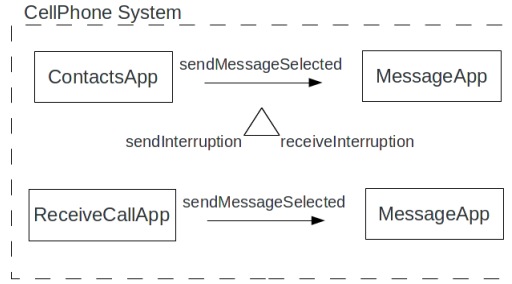 CellPhone System
sendMessageSelected
ContactsApp
MessageApp
sendInterruption
receiveInterruption
sendMessageSelected
ReceiveCallApp
MessageApp